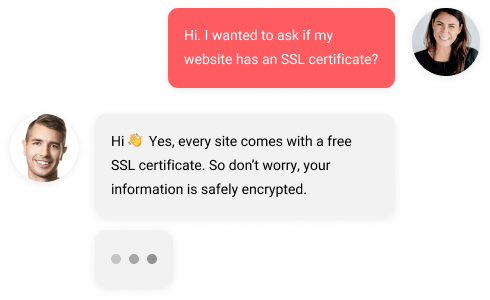 Hi. I wanted to ask if my
website has an SSL certificate?
Hi 👋 Yes, every site comes with a free
SSL certificate. So don’t worry, your
information is safely encrypted.